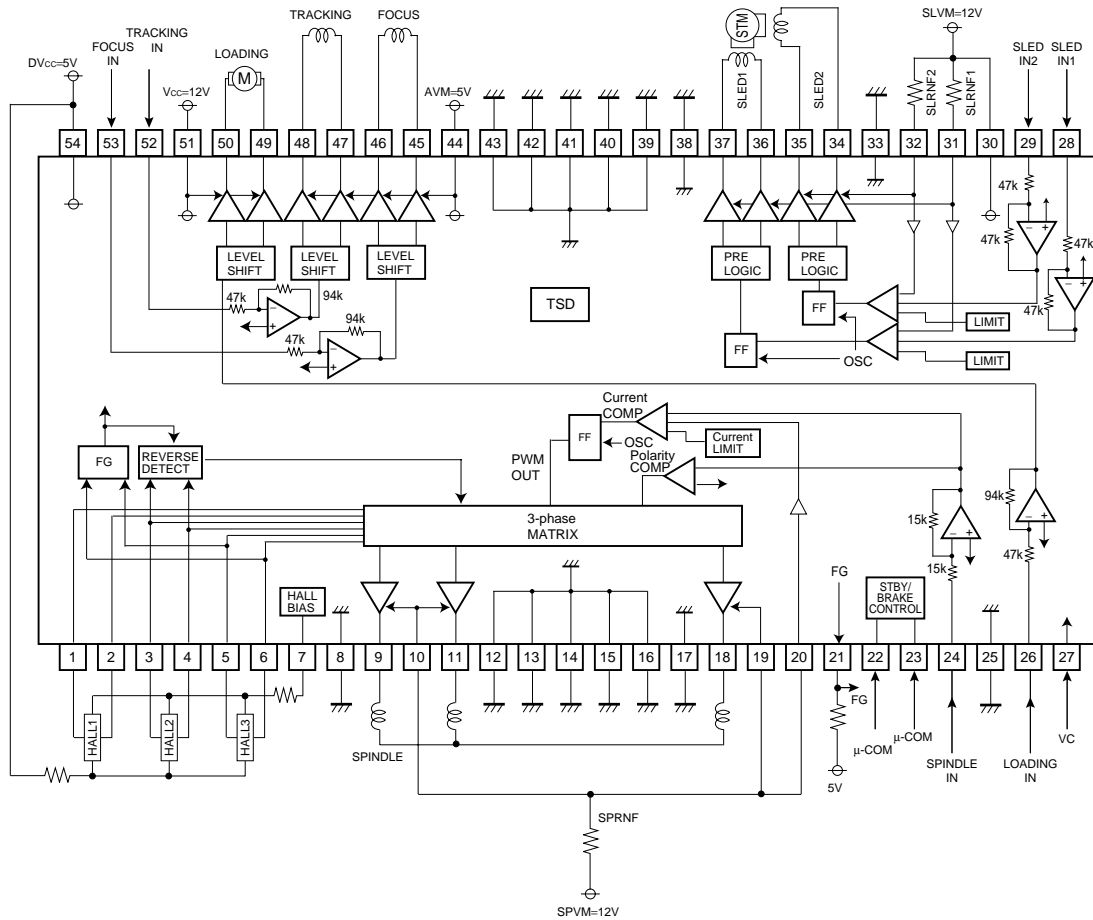 TRACKING
FOCUS
STM
SLVM=12V
DVcc=5V
FOCUS
IN
TRACKING
IN
LOADING
M
Vcc=12V
AVM=5V
SLED1
SLED2
SLRNF2
SLRNF1
SLED
IN2
SLED
IN1
54 53 52 51 50 49 48 47 46 45 44 43 42 41 40 39 38 37 36 35 34 33 32 31 30 29 28
47k
− +
47k
47k
− +
47k
LEVEL
SHIFT
LEVEL
SHIFT
LEVEL
SHIFT
PRE
LOGIC
PRE
LOGIC
47k
94k
−
+
47k
94k
−
+
TSD
FF
FF
OSC
LIMIT
LIMIT
FG
REVERSE
DETECT
PWM
OUT
FF
OSC
Current
COMP
Current
LIMIT
Polarity
COMP
3-phase
MATRIX
15k
− +
15k
94k
− +
47k
HALL
BIAS
FG
STBY/
BRAKE
CONTROL
1 2 3 4 5 6 7 8 9 10 11 12 13 14 15 16 17 18 19 20 21 22 23 24 25 26 27
HALL1
HALL2
HALL3
SPINDLE
SPRNF
SPVM=12V
FG
5V
μ-COM
μ-COM
SPINDLE
IN
LOADING
IN
VC